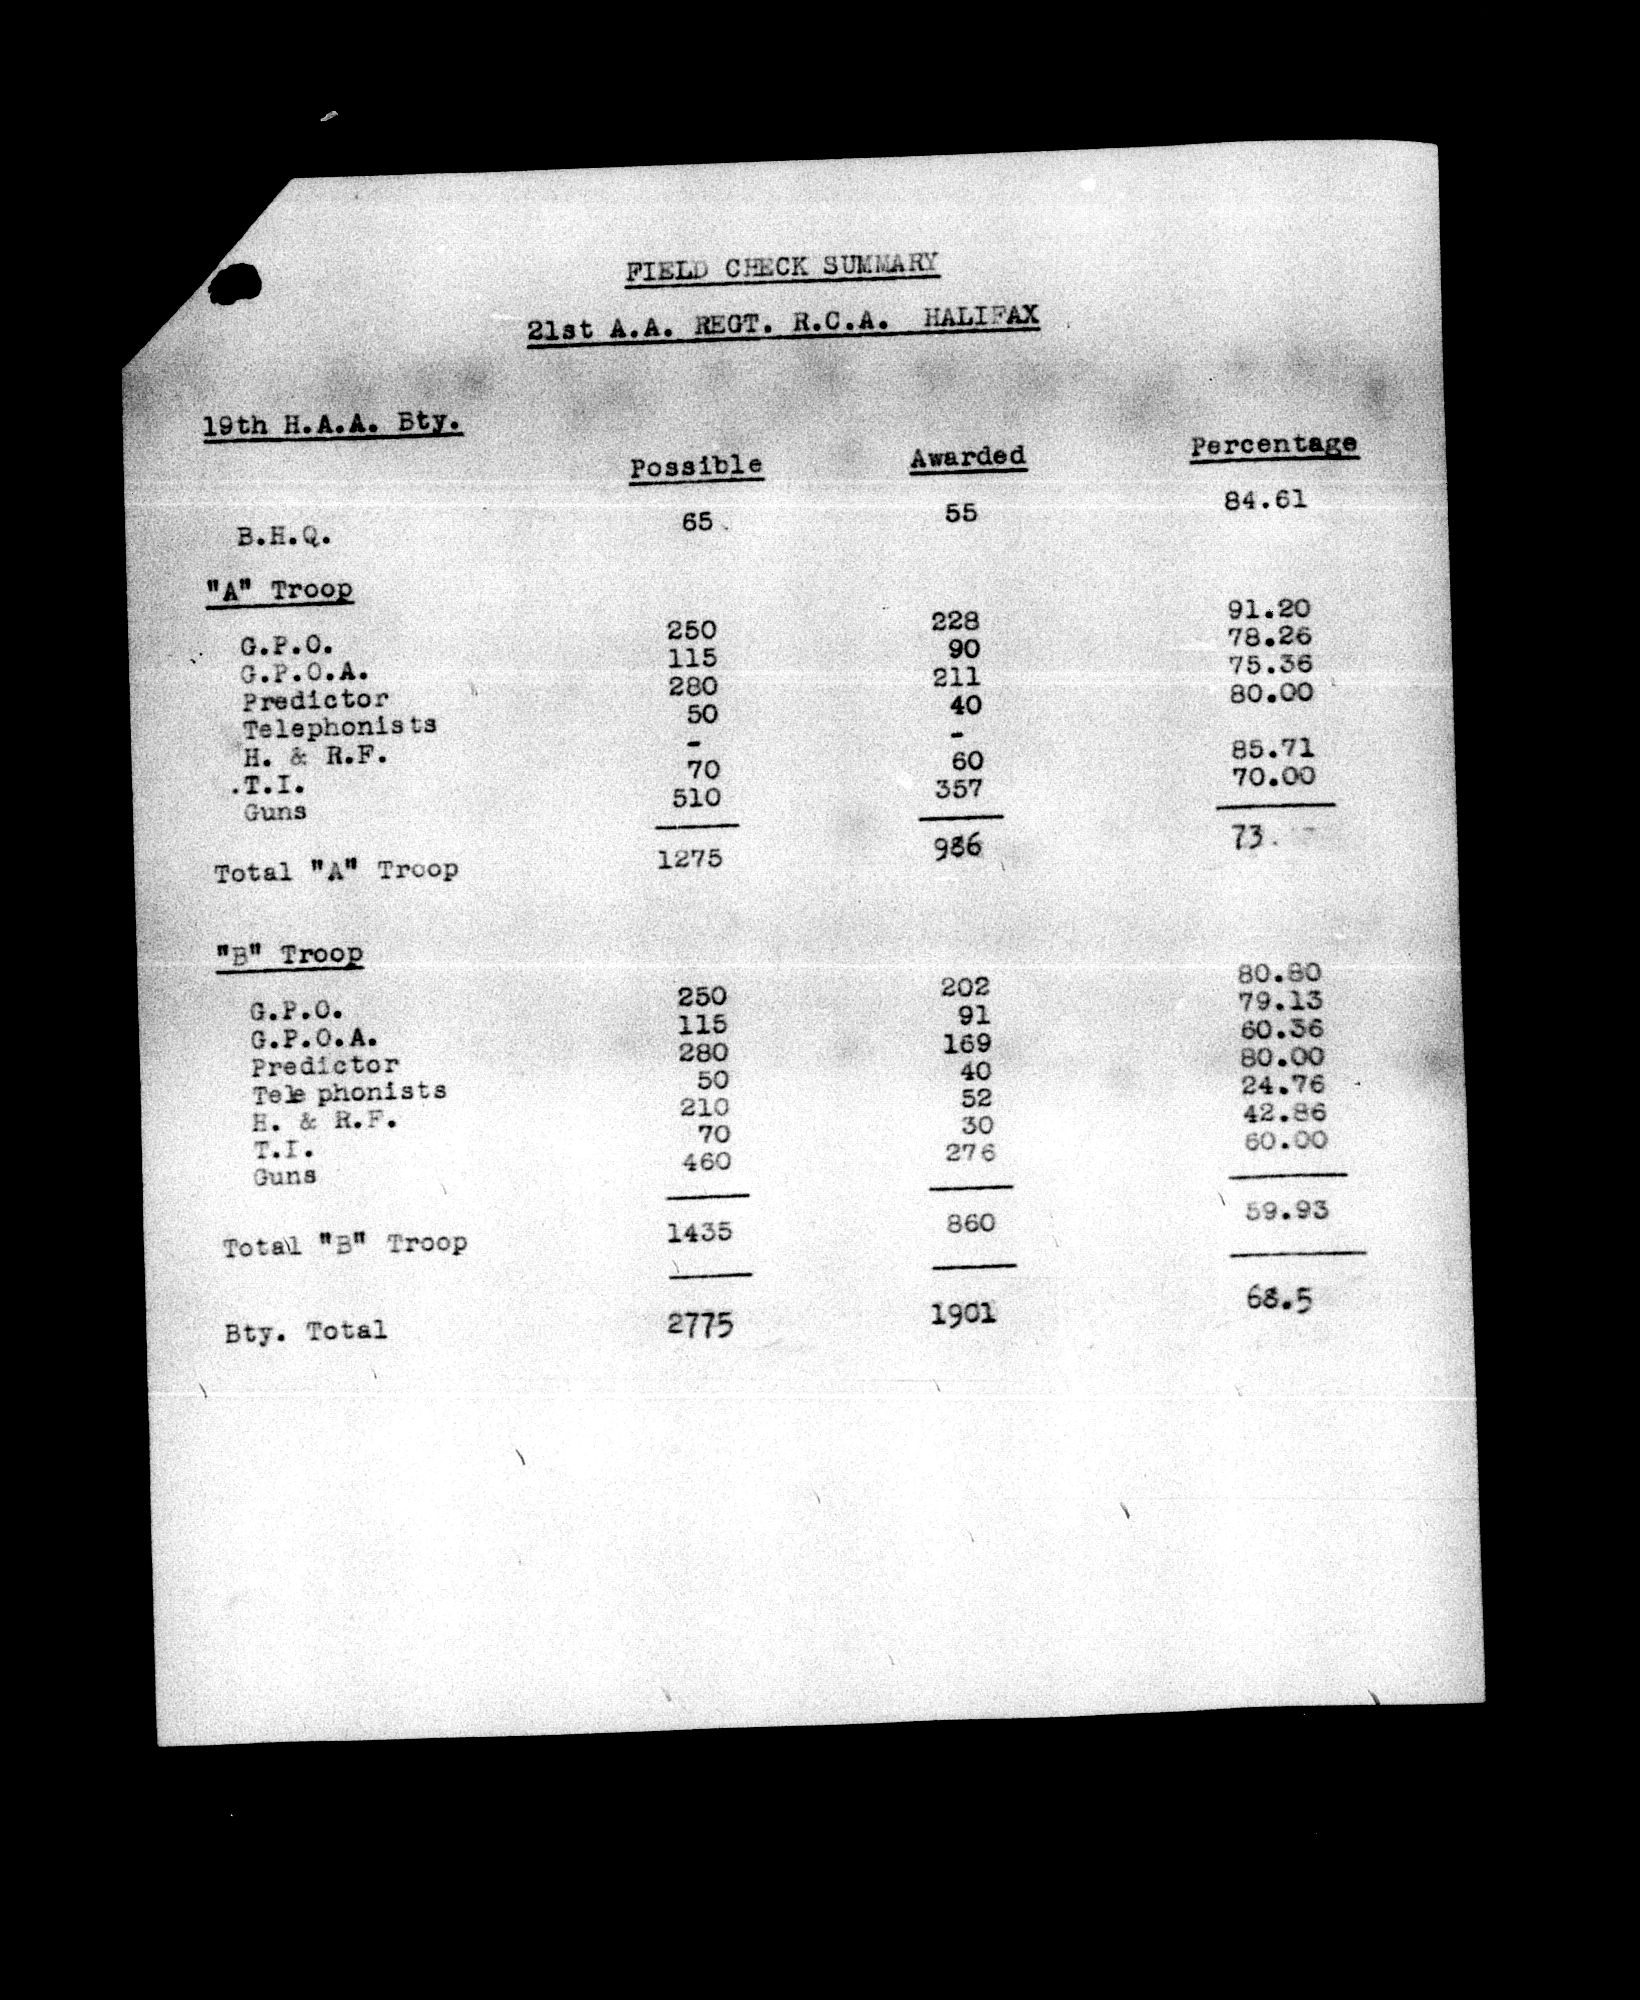 FIELD CHECK SUMMARY
21st A.A. REGT. R.C.A. HALIFAX
19th H.A.A. Bty.
Possible Awarded Percentage
B.H.Q. 65 55 84.61
"A" Troop
G.P.O. 250 228 91.20
G.P.O.A. 115 90 78.26
Predictor 280 211 75.36
Telephonists 50 40 80.00
H. & R.F. - -
.T.I. 70 60 85.71
Guns 510 357 70.00
Total "A" Troop 1275 986 73.
"B" Troop
G.P.O. 250 202 80.80
G.P.O.A. 115 91 79.13
Predictor 280 169 60.36
Telephonists 50 40 80.00
H. & R.F. 210 52 24.76
T.I. 70 30 42.86
Guns 460 276 60.00
Total "B" Troop 1435 860 59.93
Bty. Total 2775 1901 68.5